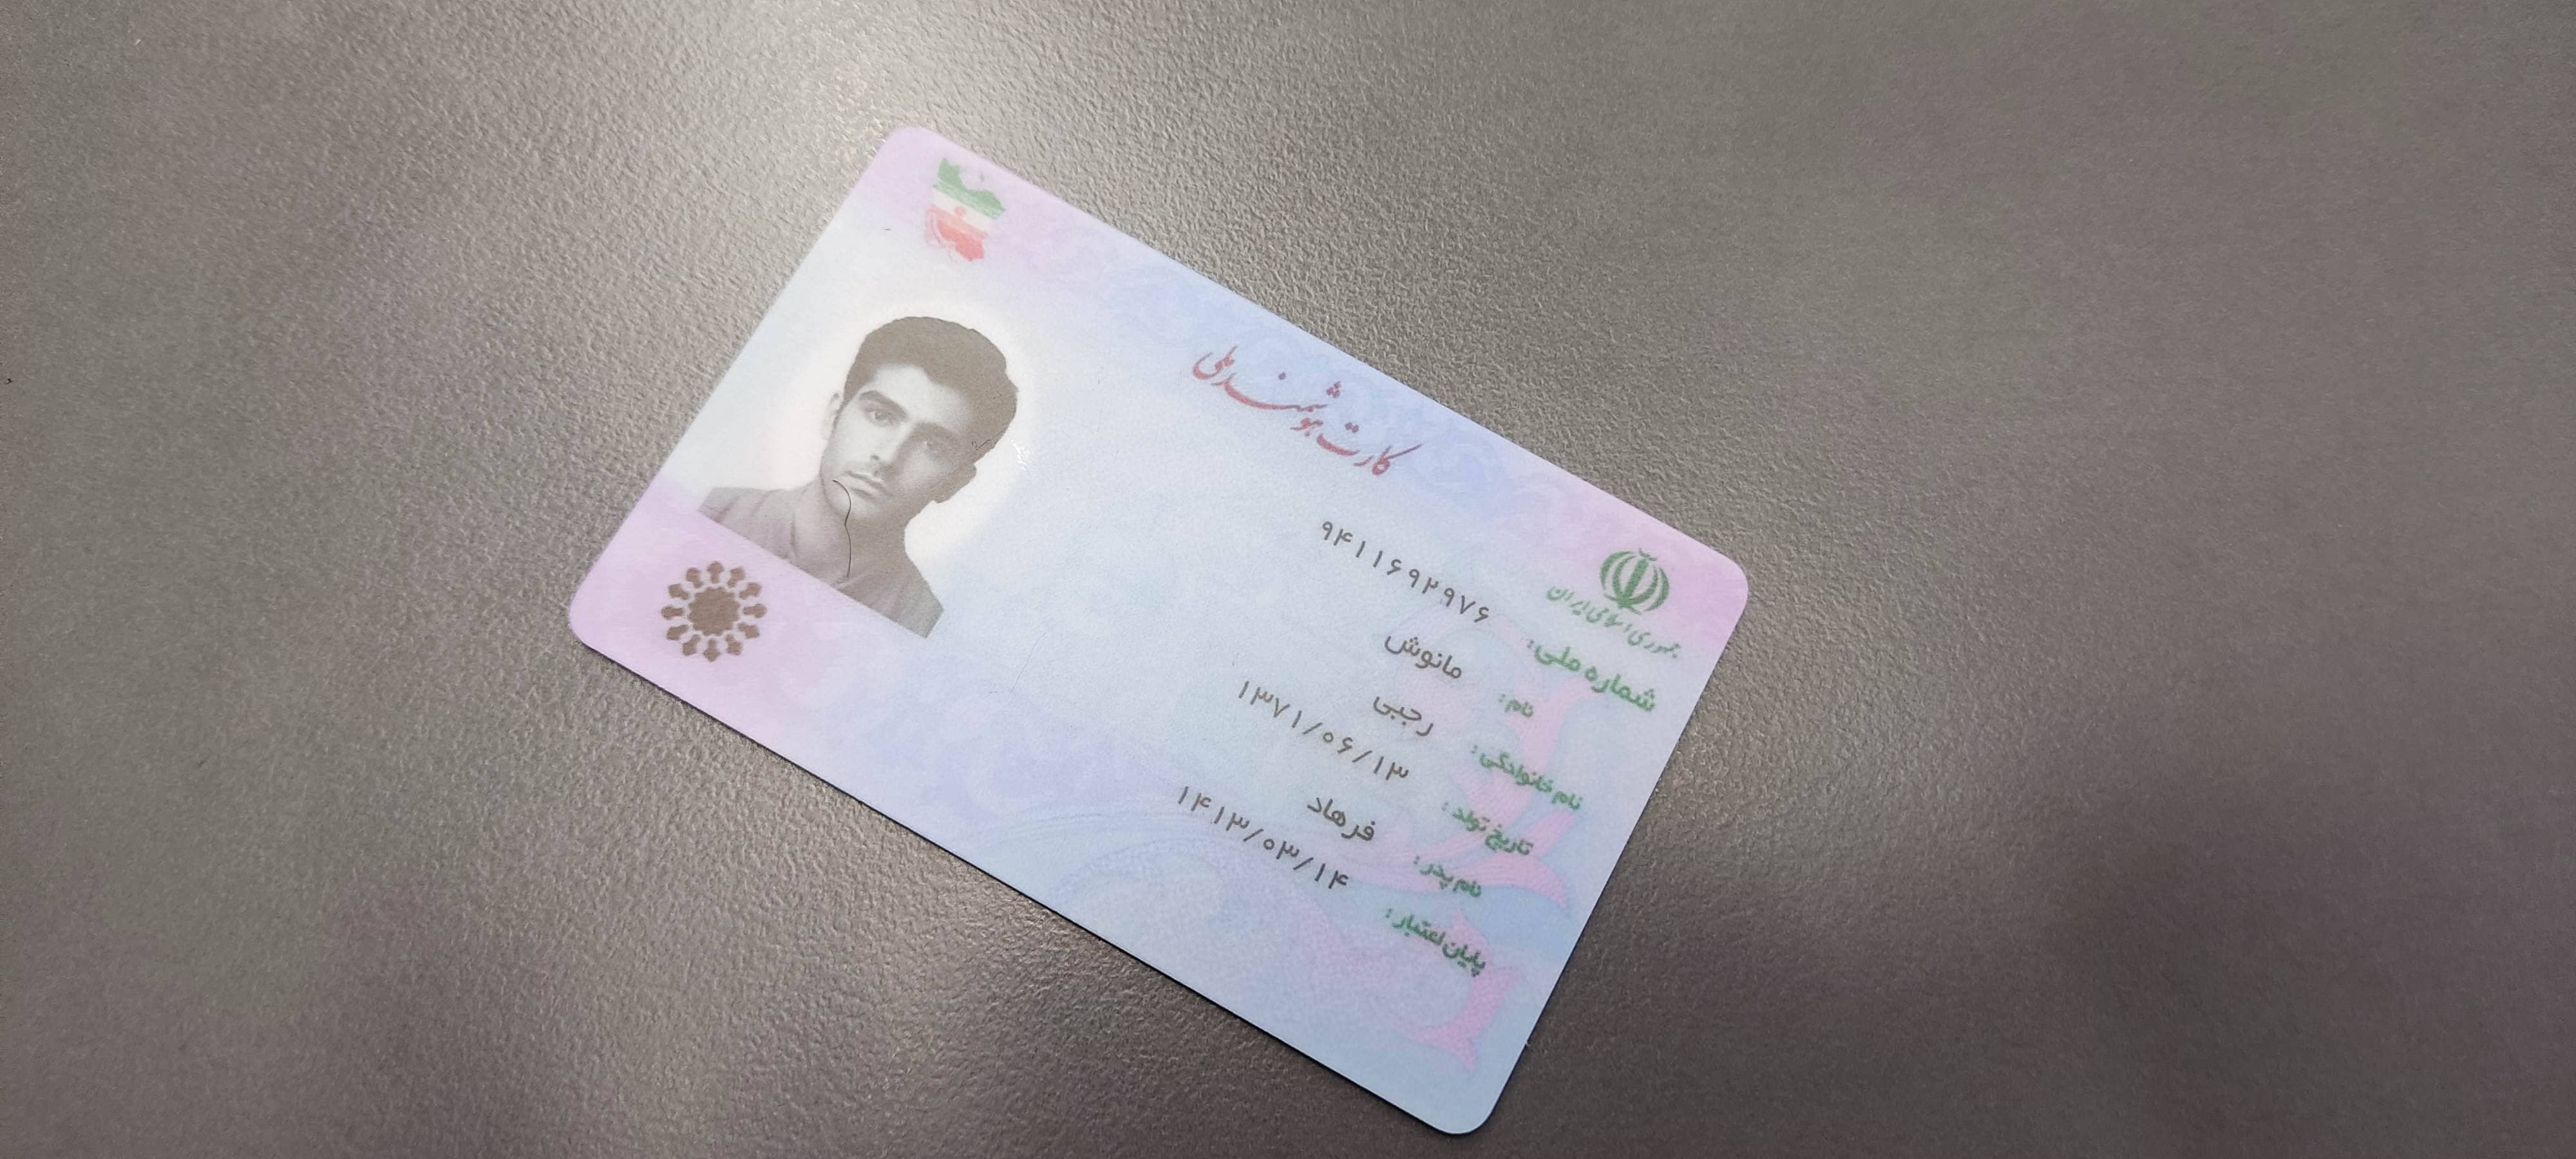 کارت هوشمند ملی
جمهوری اسلامی ایران
شماره ملی: ۹۴۱۱۶۹۲۹۷۶
نام: مانوش
نام خانوادگی: رجبی
تاریخ تولد: ۱۳۷۱/۰۶/۱۳
نام پدر: فرهاد
پایان اعتبار: ۱۴۱۳/۰۳/۱۴